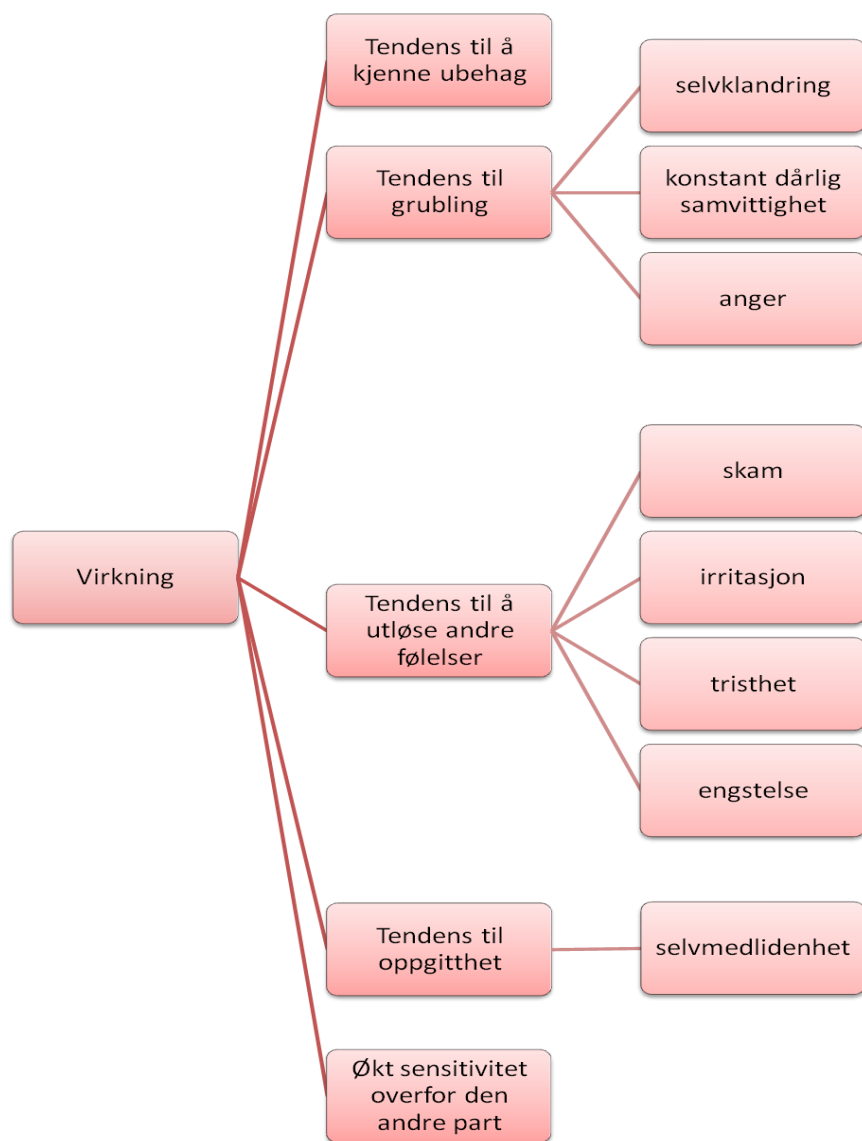 Virkning
Tendens til å
kjenne ubehag
Tendens til
grubling
selvklandring
konstant dårlig
samvittighet
anger
Tendens til å
utløse andre
følelser
skam
irritasjon
tristhet
engstelse
Tendens til
oppgitthet
selvmedlidenhet
Økt sensitivitet
overfor den
andre part